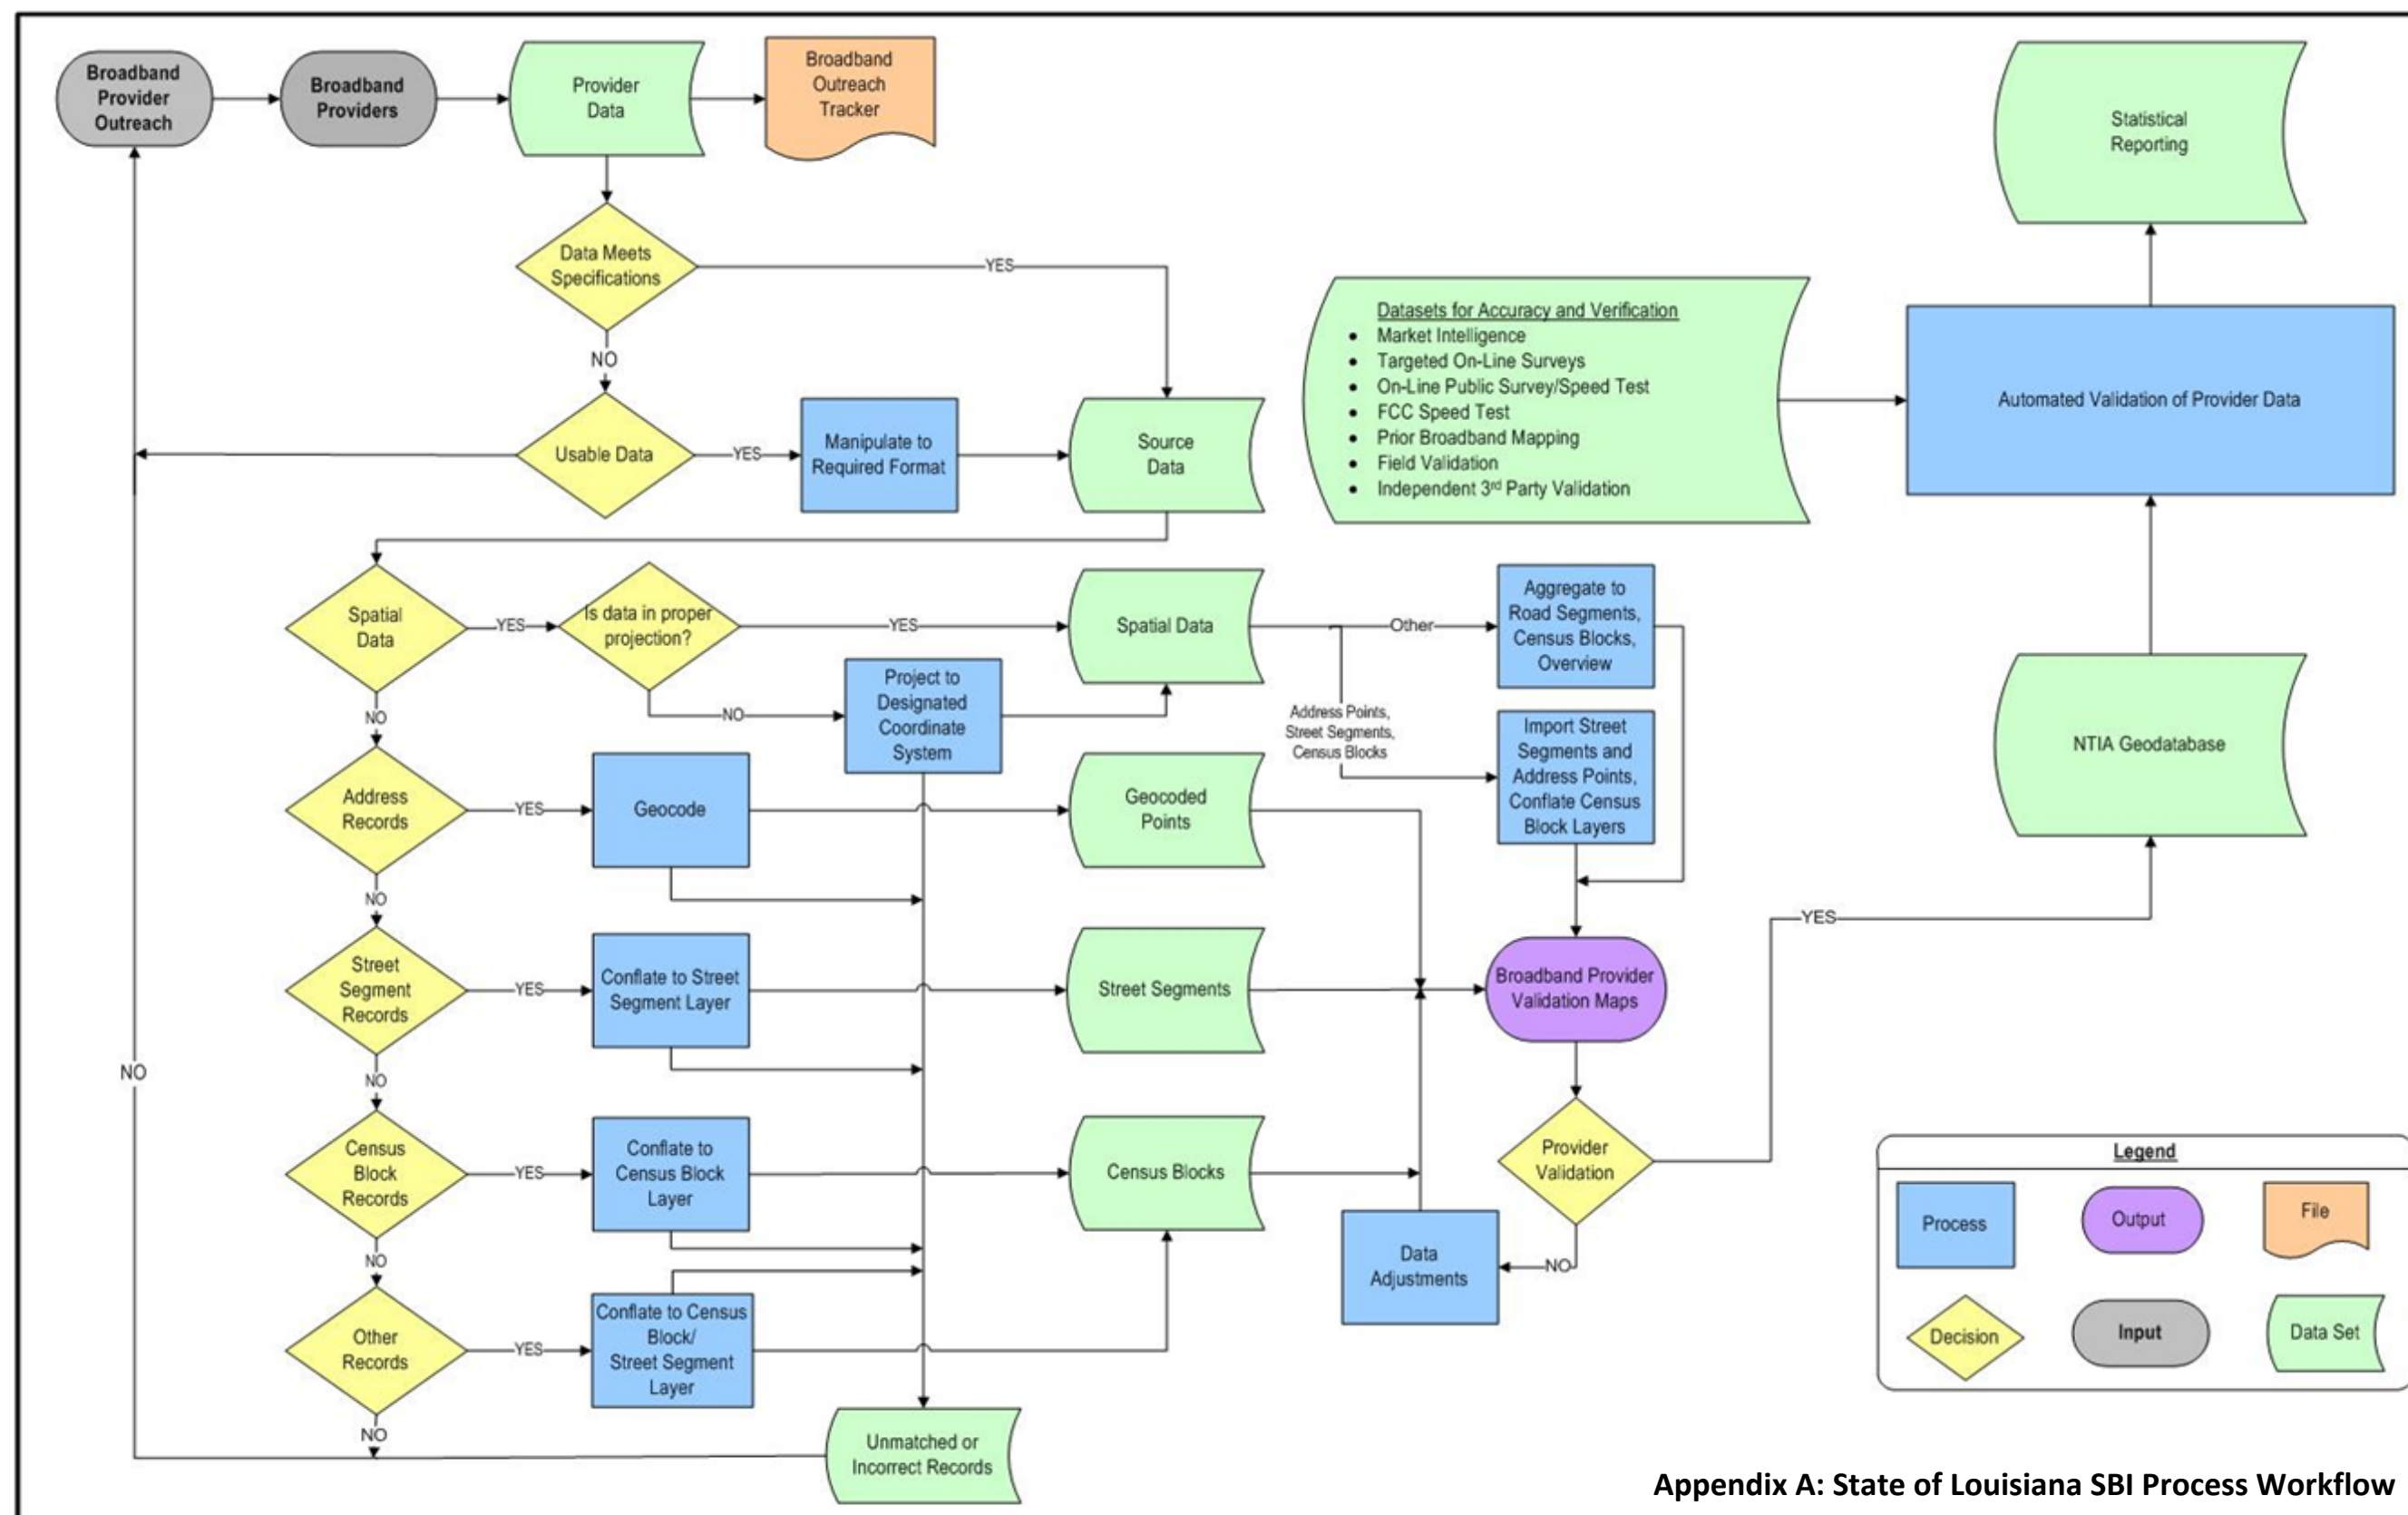 Broadband
Provider
Outreach
Broadband
Providers
Provider
Data
Broadband
Outreach
Tracker
Statistical
Reporting
Data Meets
Specifications
YES
NO
Datasets for Accuracy and Verification
• Market Intelligence
• Targeted On-Line Surveys
• On-Line Public Survey/Speed Test
• FCC Speed Test
• Prior Broadband Mapping
• Field Validation
• Independent 3rd Party Validation
Automated Validation of Provider Data
Usable Data
YES
Manipulate to
Required Format
Source
Data
Spatial
Data
YES
Is data in proper
projection?
YES
Spatial Data
Other
Aggregate to
Road Segments,
Census Blocks,
Overview
NO
NO
Project to
Designated
Coordinate
System
Address Points,
Street Segments,
Census Blocks
Import Street
Segments and
Address Points,
Conflate Census
Block Layers
NTIA Geodatabase
Address
Records
YES
Geocode
Geocoded
Points
NO
YES
Street
Segment
Records
YES
Conflate to Street
Segment Layer
Street Segments
Broadband Provider
Validation Maps
NO
NO
Census
Block
Records
YES
Conflate to
Census Block
Layer
Census Blocks
Provider
Validation
NO
NO
Data
Adjustments
Other
Records
YES
Conflate to Census
Block/
Street Segment
Layer
NO
Unmatched or
Incorrect Records
Legend
Process
Output
File
Decision
Input
Data Set
Appendix A: State of Louisiana SBI Process Workflow